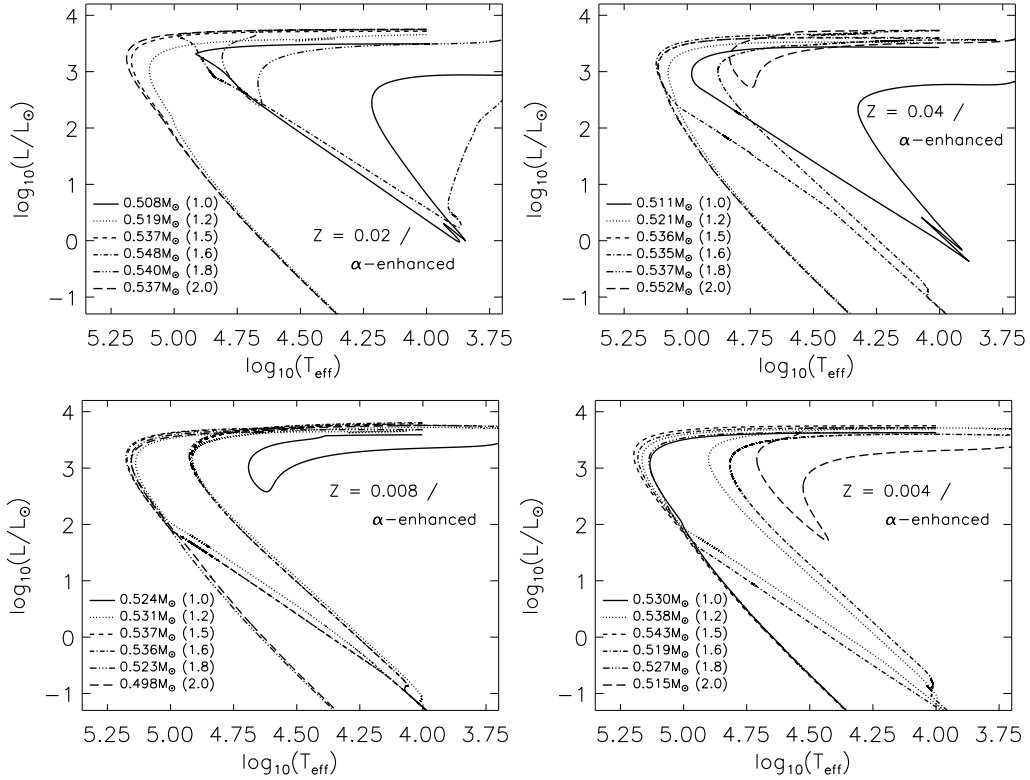 log₁₀(L/L☉)
4
3
2
1
0
−1
0.508M☉ (1.0)
0.519M☉ (1.2)
0.537M☉ (1.5)
0.548M☉ (1.6)
0.540M☉ (1.8)
0.537M☉ (2.0)
Z = 0.02 /
α−enhanced
5.25 5.00 4.75 4.50 4.25 4.00 3.75
log₁₀(Teff)
log₁₀(L/L☉)
4
3
2
1
0
−1
Z = 0.04 /
α−enhanced
0.511M☉ (1.0)
0.521M☉ (1.2)
0.536M☉ (1.5)
0.535M☉ (1.6)
0.537M☉ (1.8)
0.552M☉ (2.0)
5.25 5.00 4.75 4.50 4.25 4.00 3.75
log₁₀(Teff)
log₁₀(L/L☉)
4
3
2
1
0
−1
Z = 0.008 /
α−enhanced
0.524M☉ (1.0)
0.531M☉ (1.2)
0.537M☉ (1.5)
0.536M☉ (1.6)
0.523M☉ (1.8)
0.498M☉ (2.0)
5.25 5.00 4.75 4.50 4.25 4.00 3.75
log₁₀(Teff)
log₁₀(L/L☉)
4
3
2
1
0
−1
Z = 0.004 /
α−enhanced
0.530M☉ (1.0)
0.538M☉ (1.2)
0.543M☉ (1.5)
0.519M☉ (1.6)
0.527M☉ (1.8)
0.515M☉ (2.0)
5.25 5.00 4.75 4.50 4.25 4.00 3.75
log₁₀(Teff)